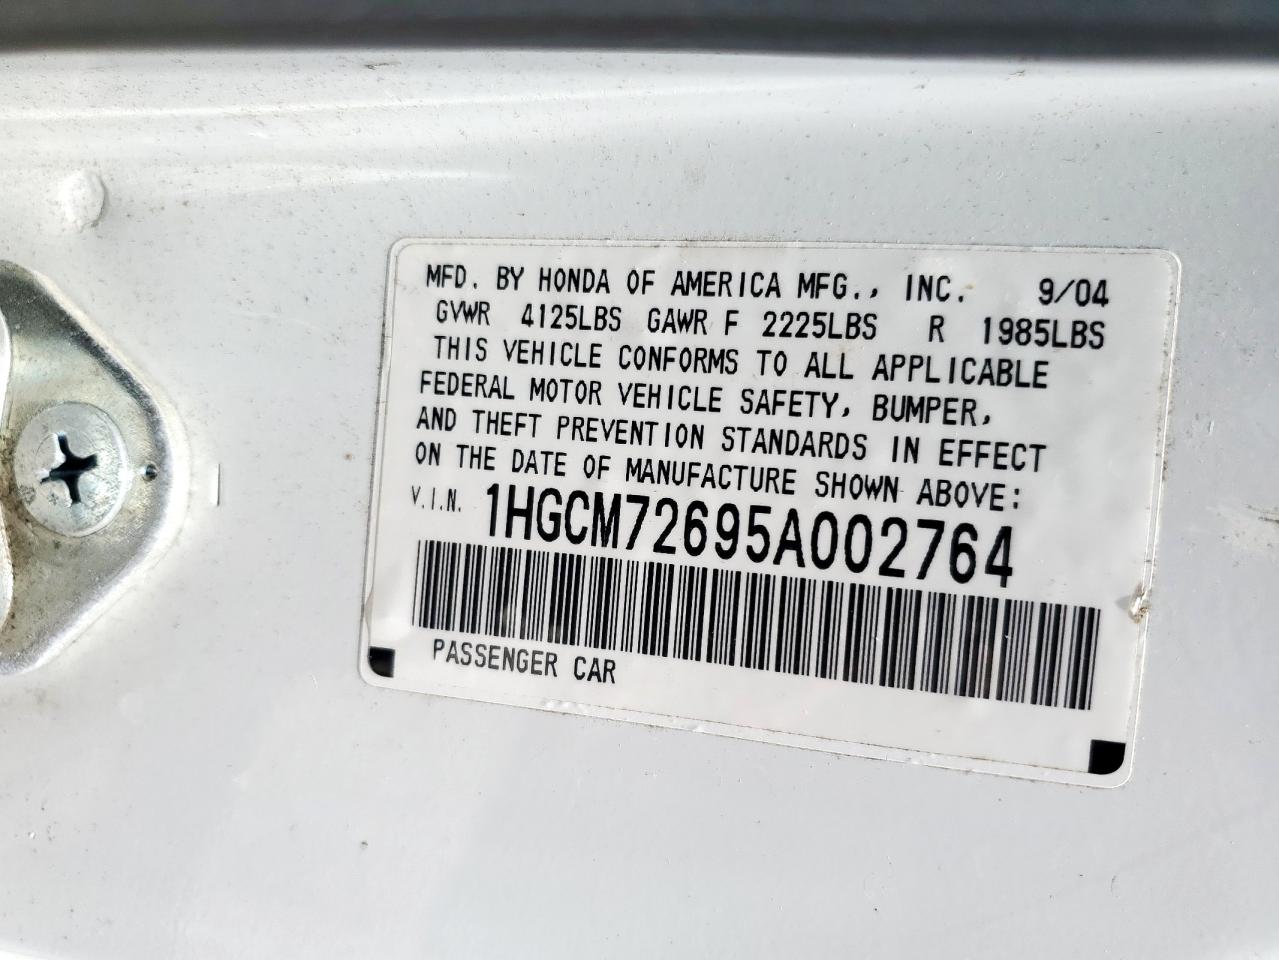 MFD. BY HONDA OF AMERICA MFG., INC. 9/04
GVWR 4125LBS GAWR F 2225LBS R 1985LBS
THIS VEHICLE CONFORMS TO ALL APPLICABLE
FEDERAL MOTOR VEHICLE SAFETY, BUMPER,
AND THEFT PREVENTION STANDARDS IN EFFECT
ON THE DATE OF MANUFACTURE SHOWN ABOVE:
V.I.N. 1HGCM72695A002764
PASSENGER CAR